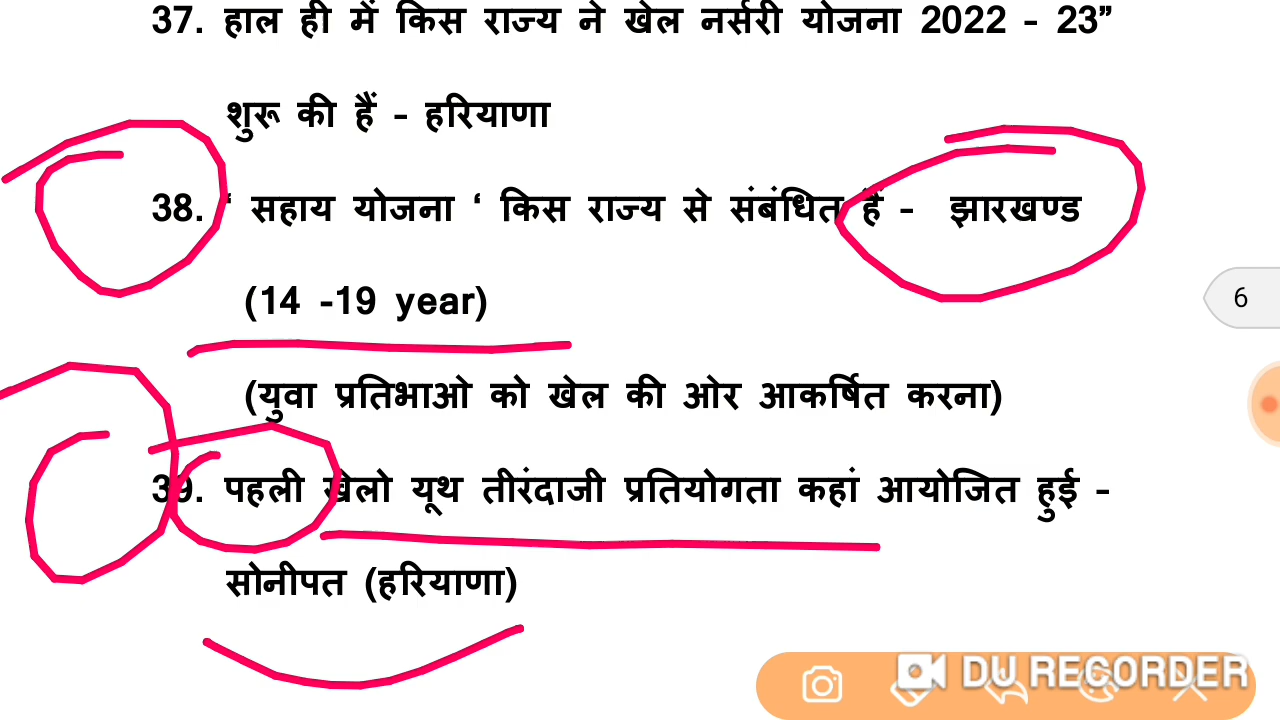 37. हाल ही में किस राज्य ने खेल नर्सरी योजना 2022 - 23”
शुरू की हैं - हरियाणा
38. ‘ सहाय योजना ‘ किस राज्य से संबंधित हैं - झारखण्ड
(14 -19 year)
6
(युवा प्रतिभाओ को खेल की ओर आकर्षित करना)
39. पहली खेलो यूथ तीरंदाजी प्रतियोगता कहां आयोजित हुई -
सोनीपत (हरियाणा)
DU RECORDER